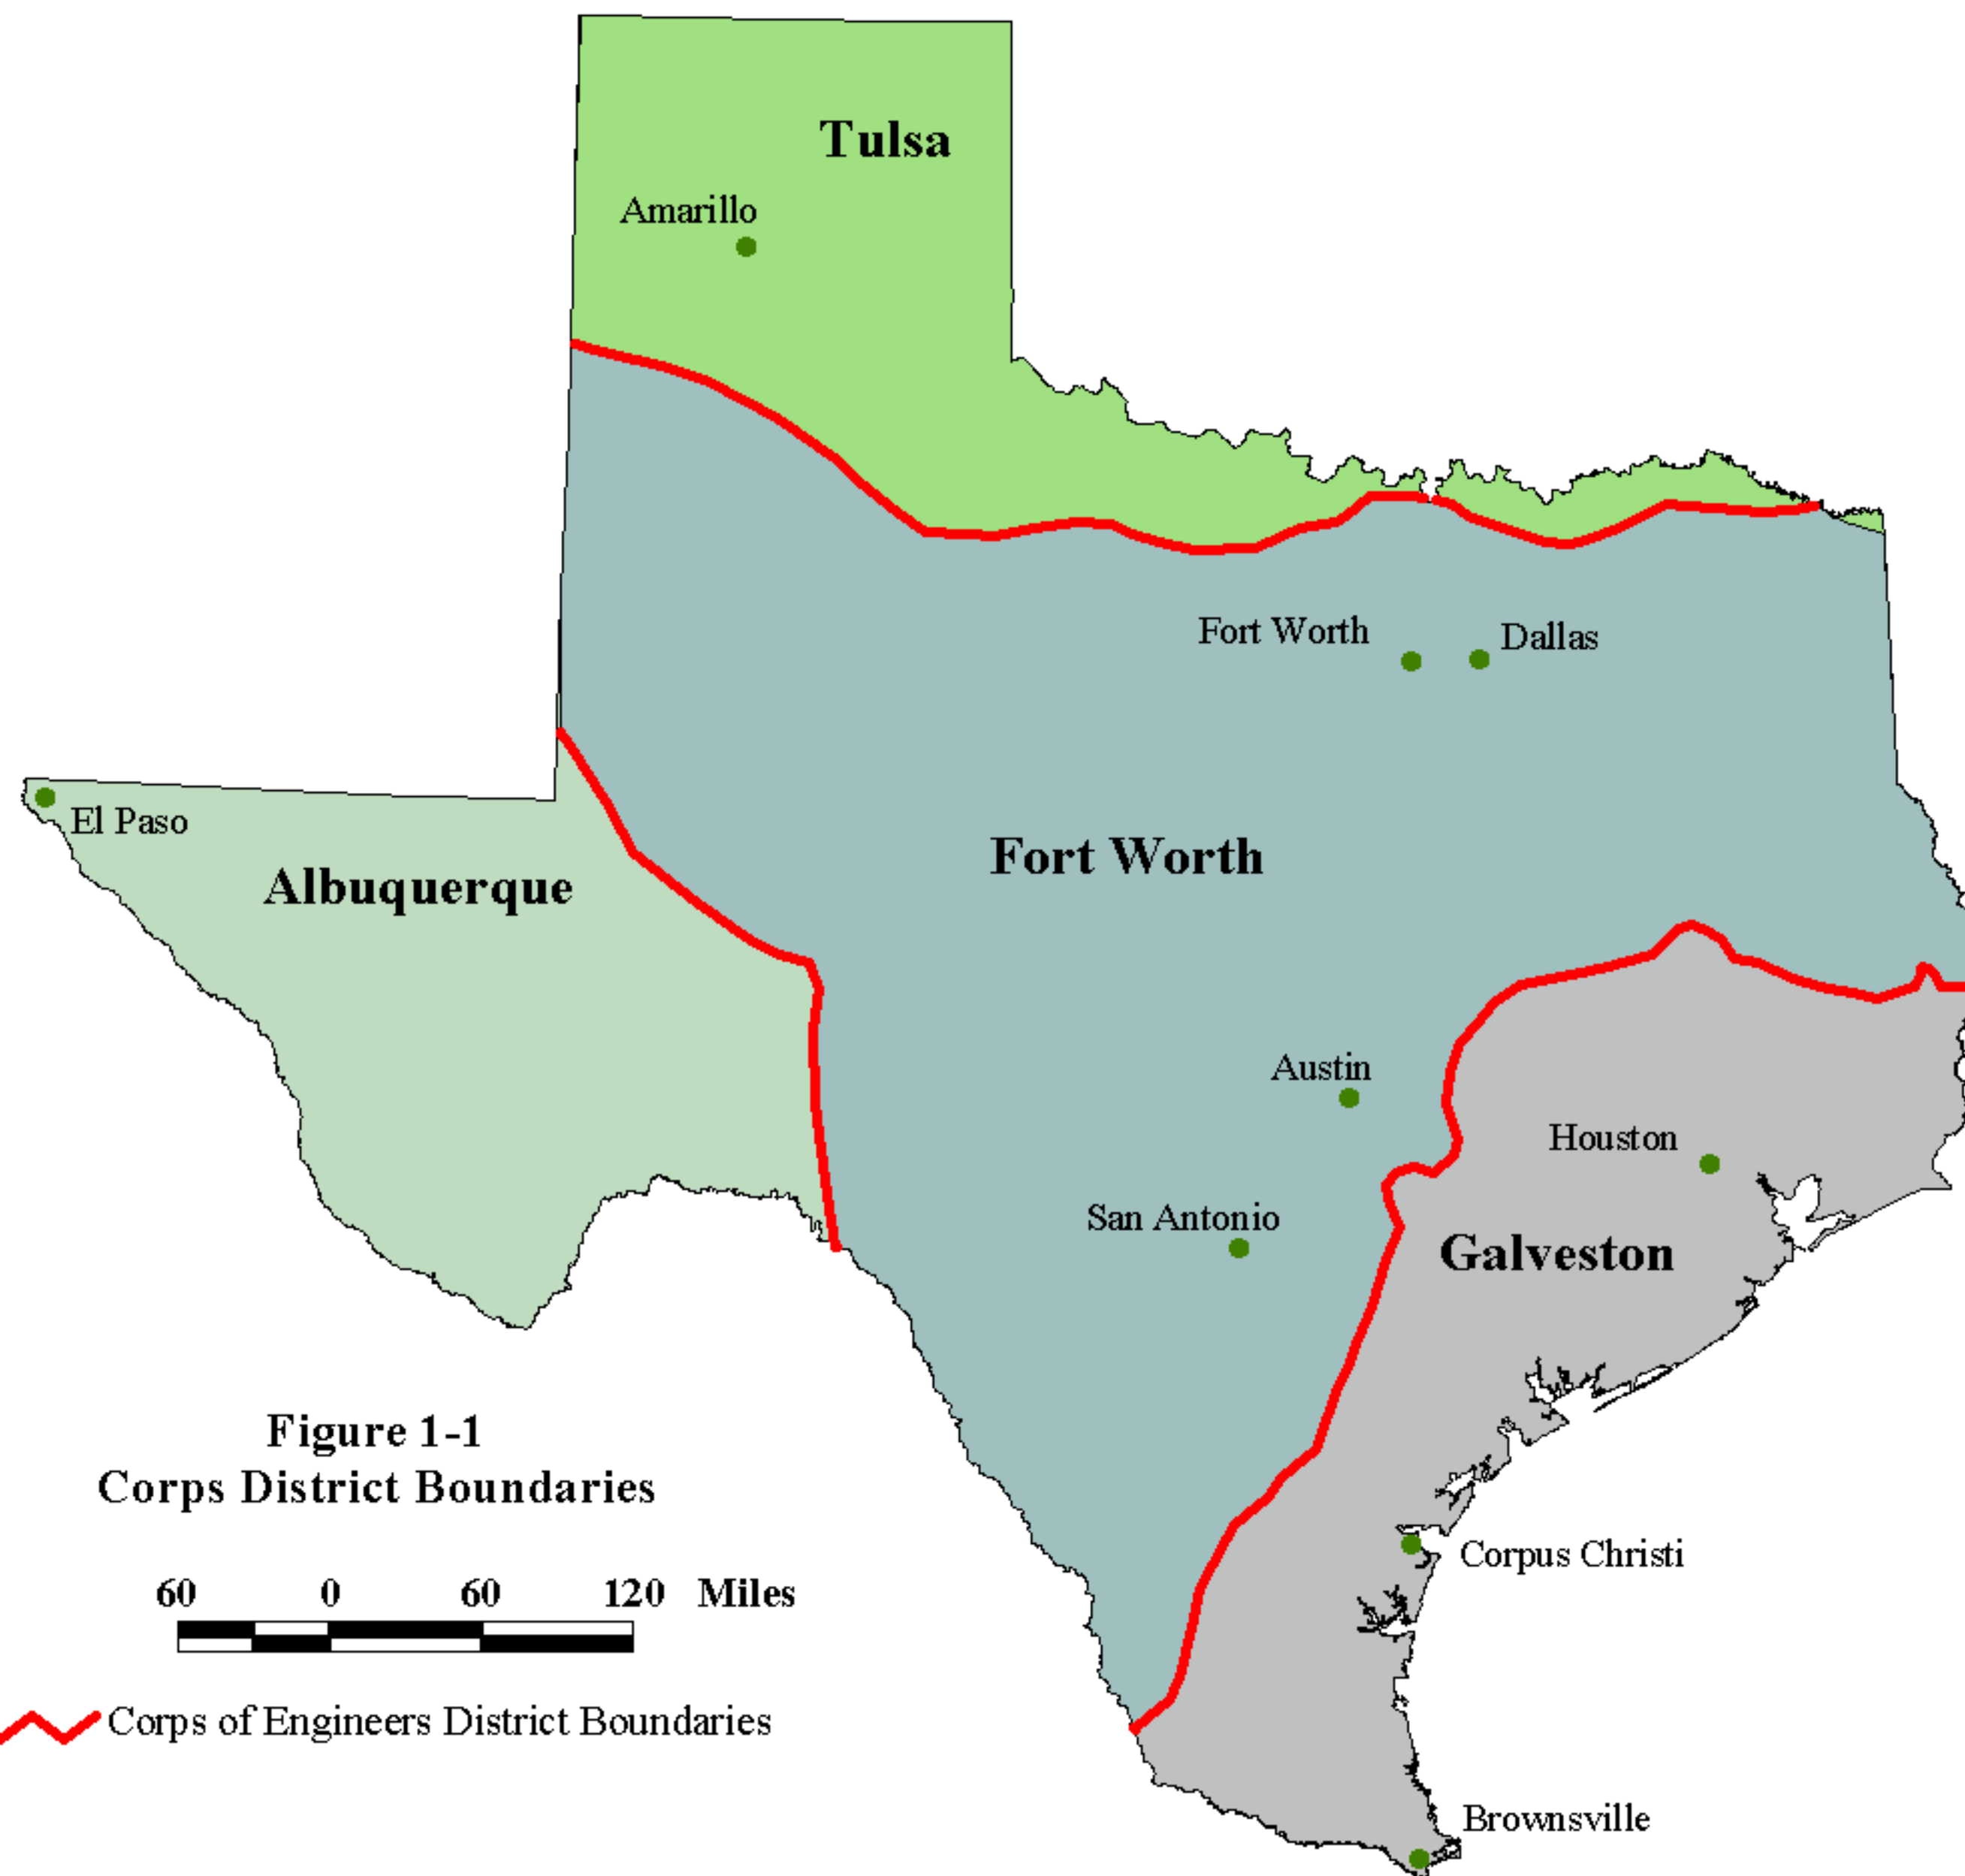 Tulsa
Amarillo
Fort Worth
Dallas
El Paso
Fort Worth
Albuquerque
Austin
Houston
San Antonio
Galveston
Figure 1-1
Corps District Boundaries
Corpus Christi
60 0 60 120 Miles
Corps of Engineers District Boundaries
Brownsville